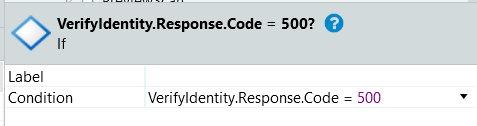 VerifyIdentity.Response.Code = 500?
If
Label
Condition VerifyIdentity.Response.Code = 500